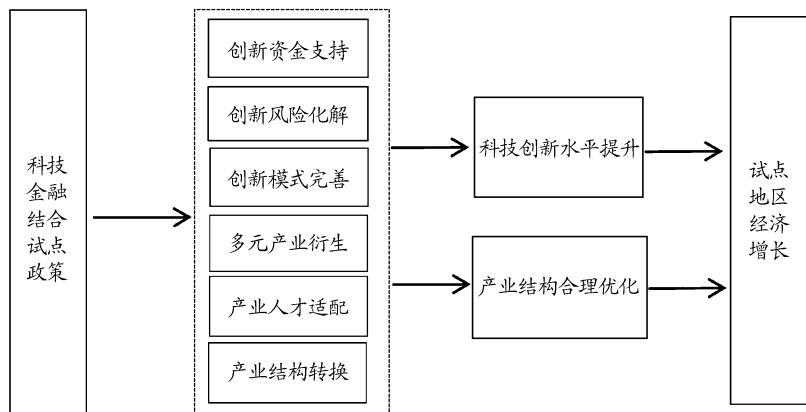 科技
金融
结合
试点
政策
创新资金支持
创新风险化解
创新模式完善
多元产业衍生
产业人才适配
产业结构转换
科技创新水平提升
产业结构合理优化
试点
地区
经济
增长